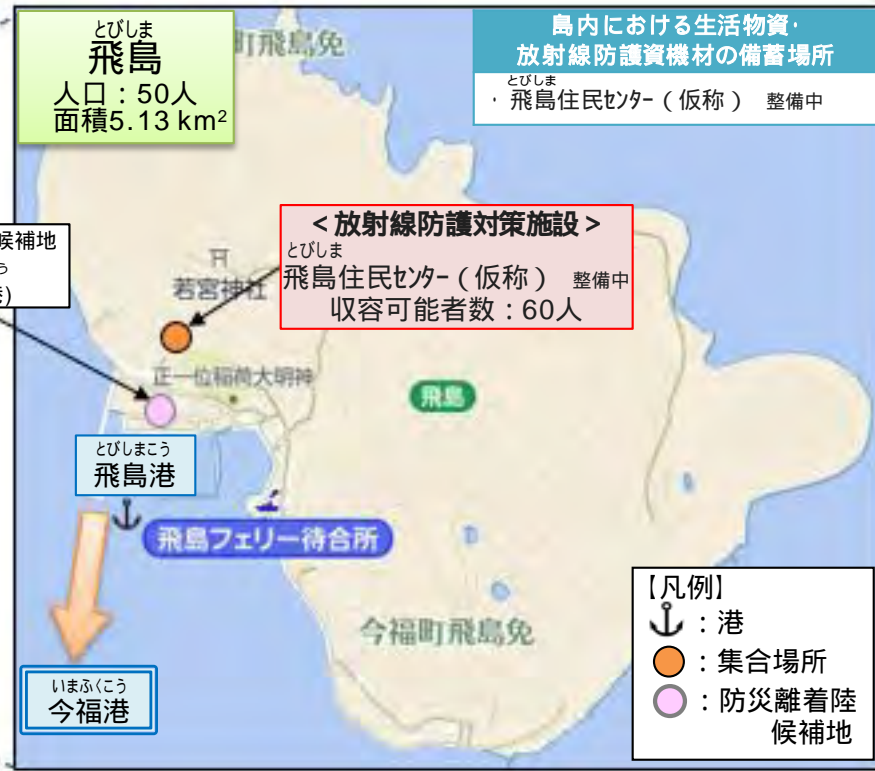 とびしま
飛島
人口：50人
面積5.13 km²
町飛島免
島内における生活物資・
放射線防護資機材の備蓄場所
とびしま
・飛島住民センター（仮称） 整備中
候補地
う
)
＜放射線防護対策施設＞
とびしま
飛島住民センター（仮称） 整備中
収容可能者数：60人
若宮神社
正一位稲荷大明神
飛島
とびしまこう
飛島港
飛島フェリー待合所
今福町飛島免
いまふくこう
今福港
【凡例】
：港
：集合場所
：防災離着陸
候補地